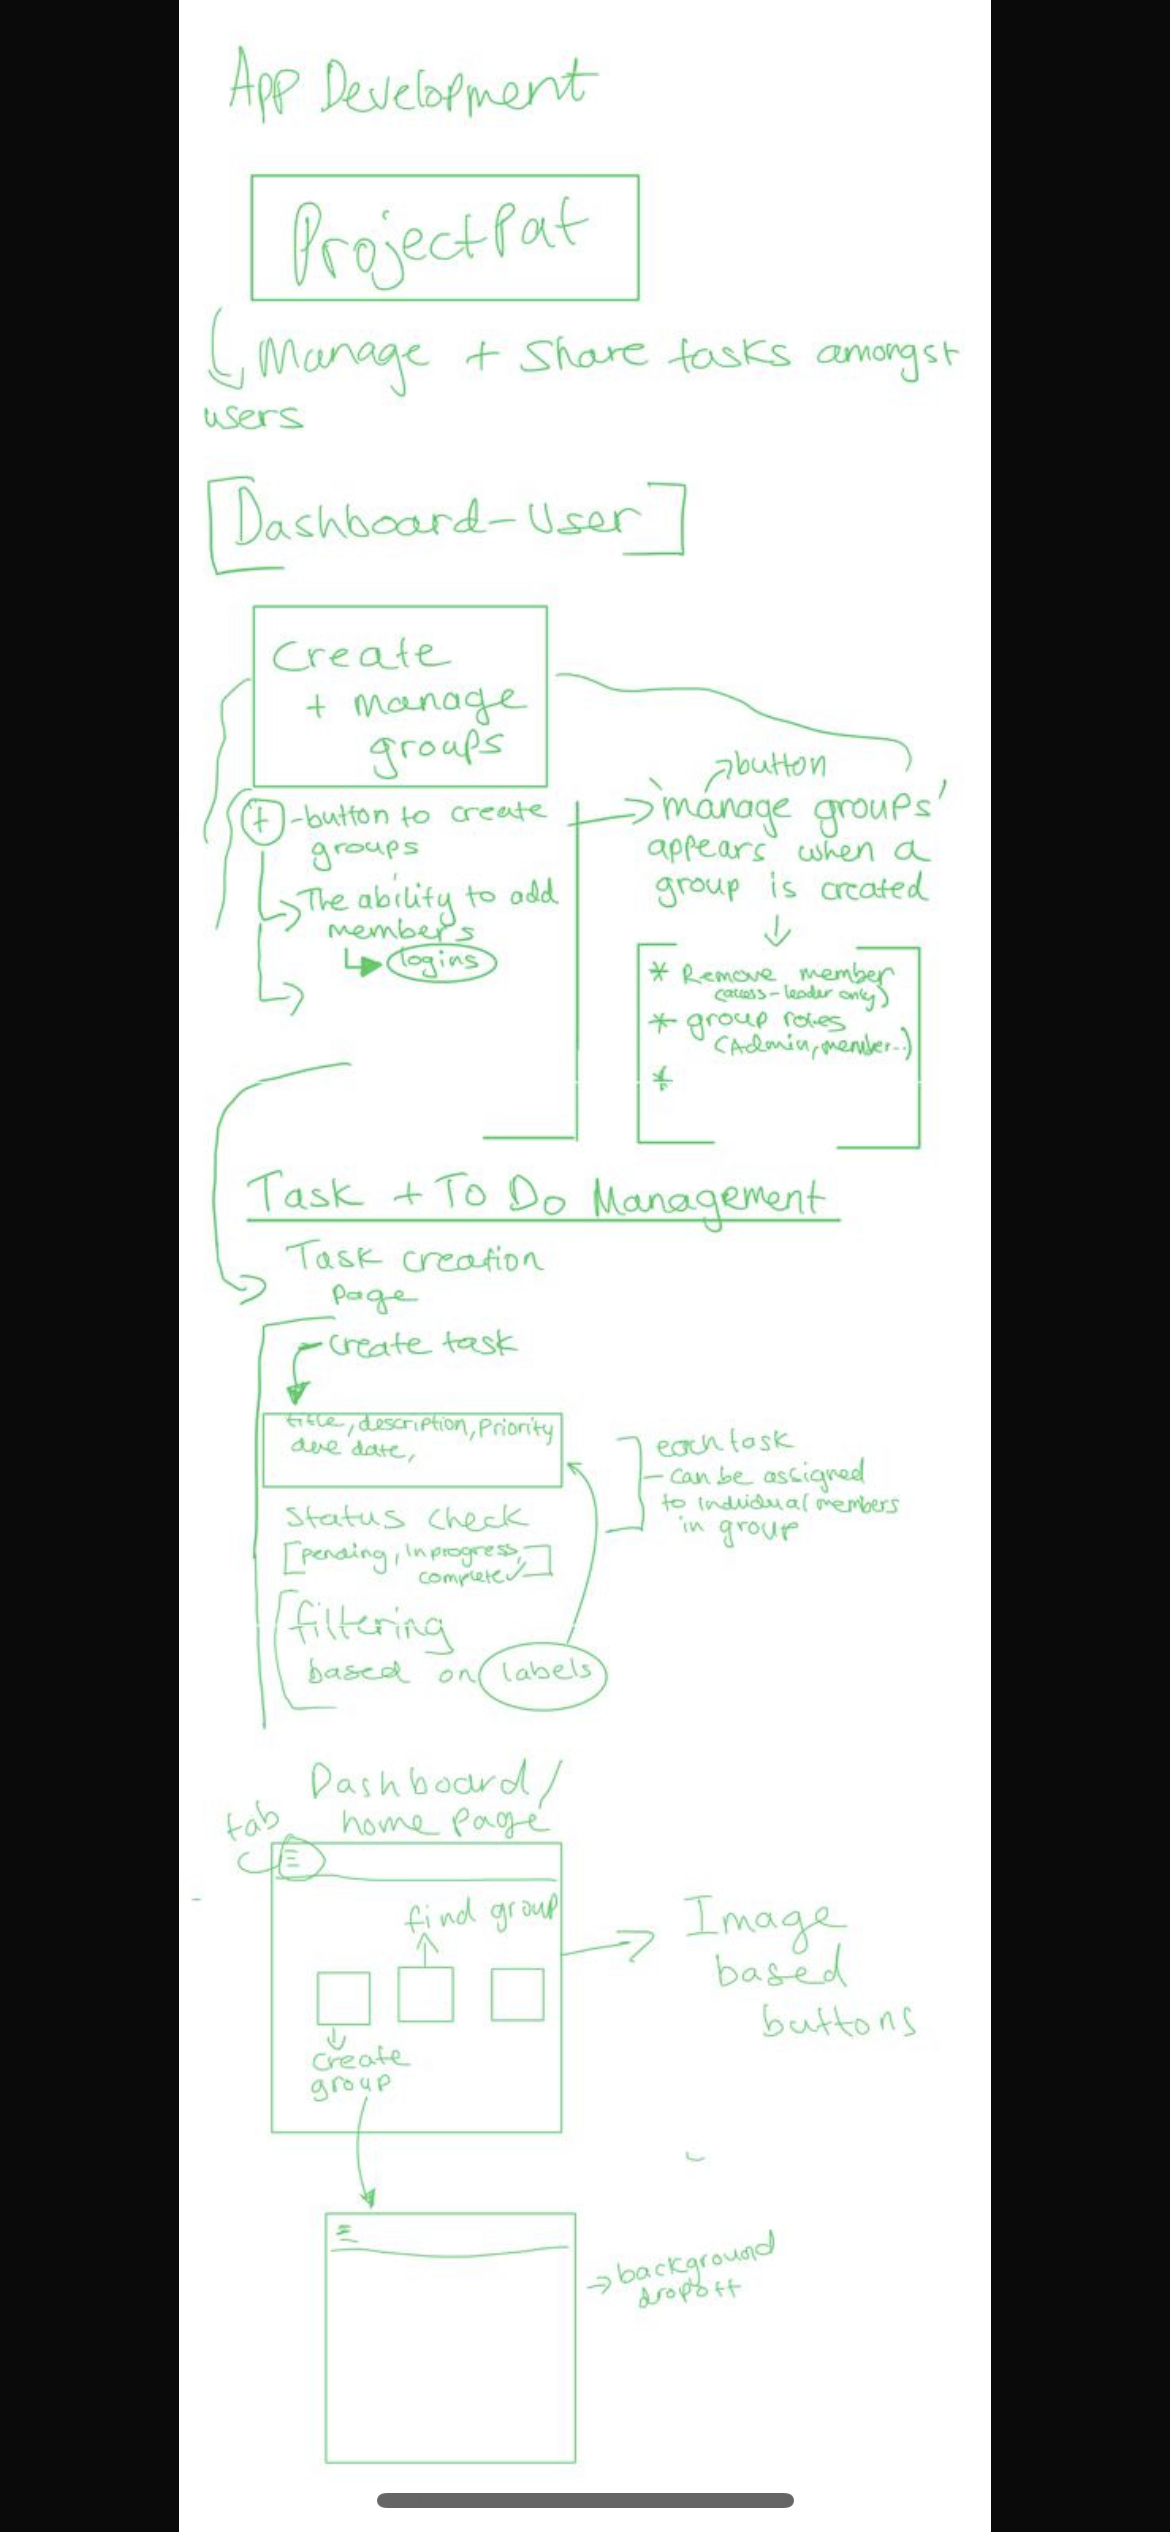 App Development
ProjectPat
Manage + Share tasks amongst
users
Dashboard-User
Create
+ manage
groups
+ -button to create
groups
The ability to add
members
logins
button
'manage groups'
appears when a
group is created
* Remove member
(access-leader only)
* group roles
(Admin, member..)
*
Task + To Do Management
Task creation
Page
create task
title, description, Priority
due date,
Status check
[pending, In progress,
complete✓]
each task
- can be assigned
to individual members
in group
filtering
based on labels
Dashboard/
home Page
tab
find group
create
group
Image
based
buttons
background
dropoff